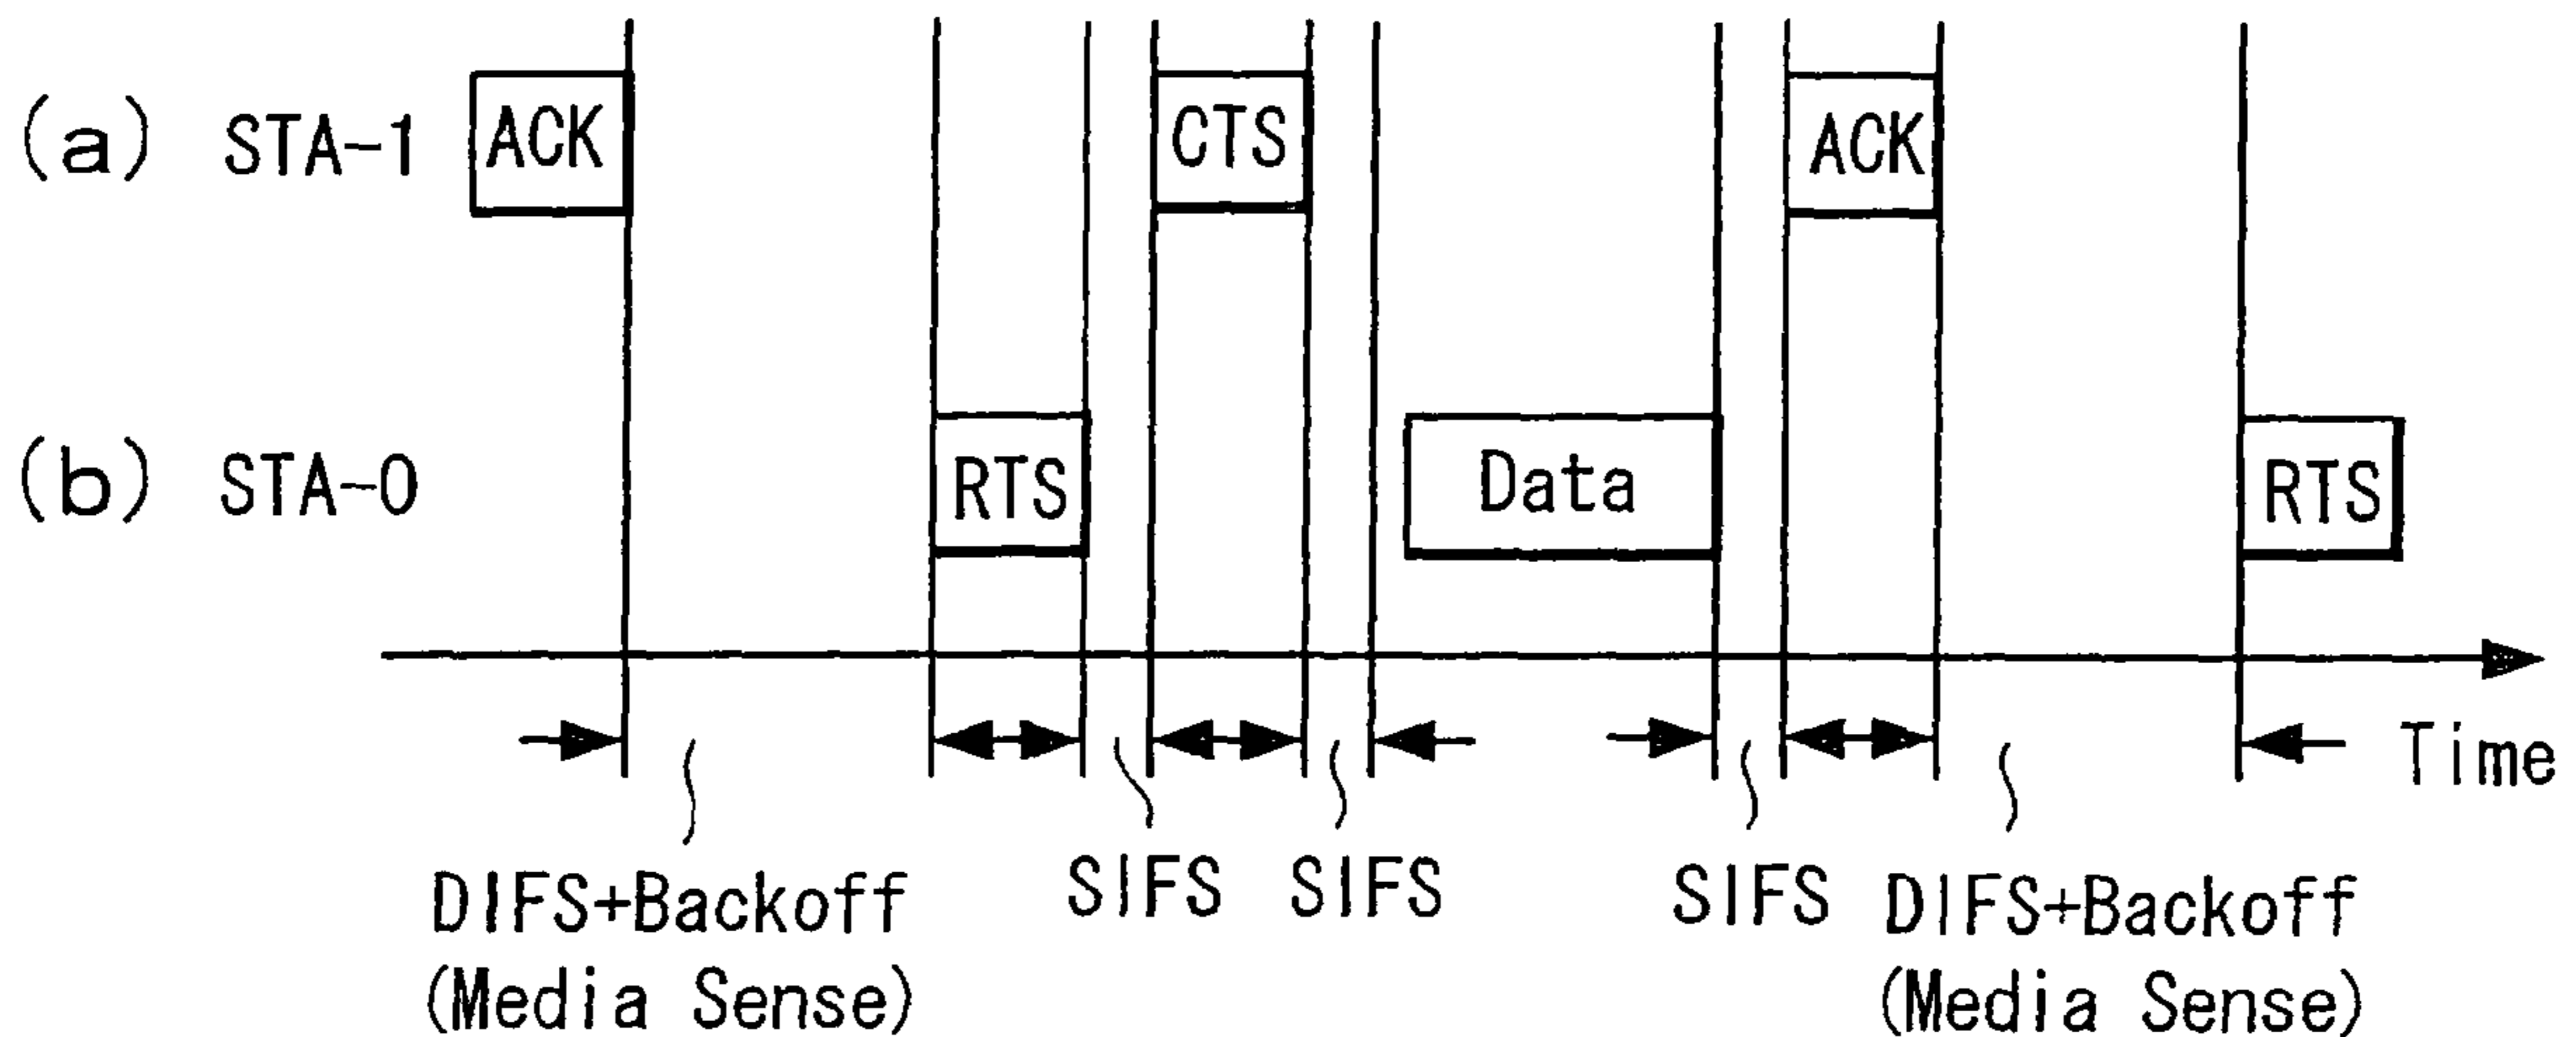 (a) STA-1 ACK CTS ACK
(b) STA-0 RTS Data RTS
Time
SIFS SIFS SIFS
DIFS+Backoff DIFS+Backoff
(Media Sense) (Media Sense)